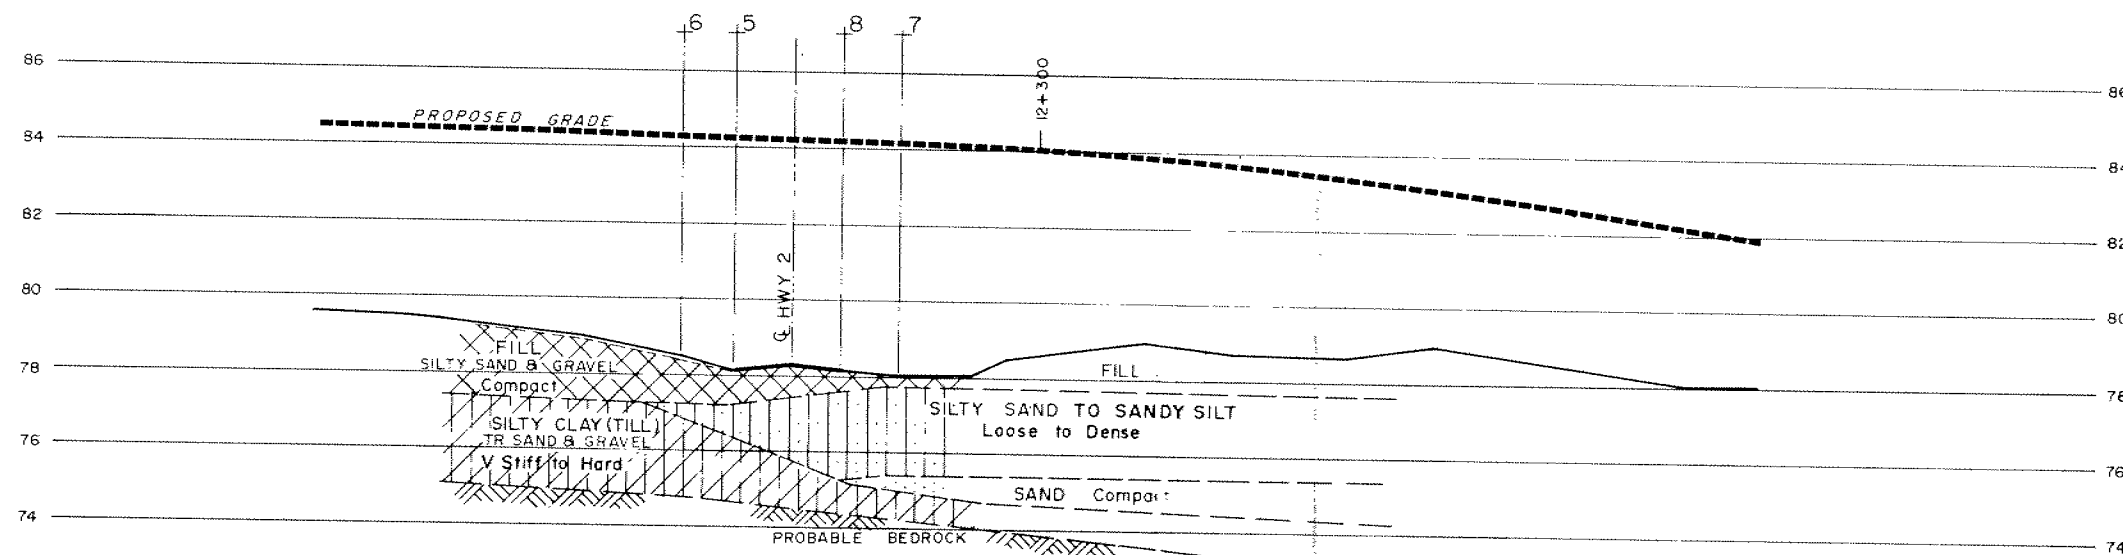 6 5 8 7
86 86
12+300
PROPOSED GRADE
84 84
82 82
℄ HWY 2
80 80
FILL
SILTY SAND & GRAVEL
Compact
78 78
FILL
SILTY SAND TO SANDY SILT
Loose to Dense
SILTY CLAY (TILL)
TR SAND & GRAVEL
V Stiff to Hard
76 76
SAND Compact
74 74
PROBABLE BEDROCK